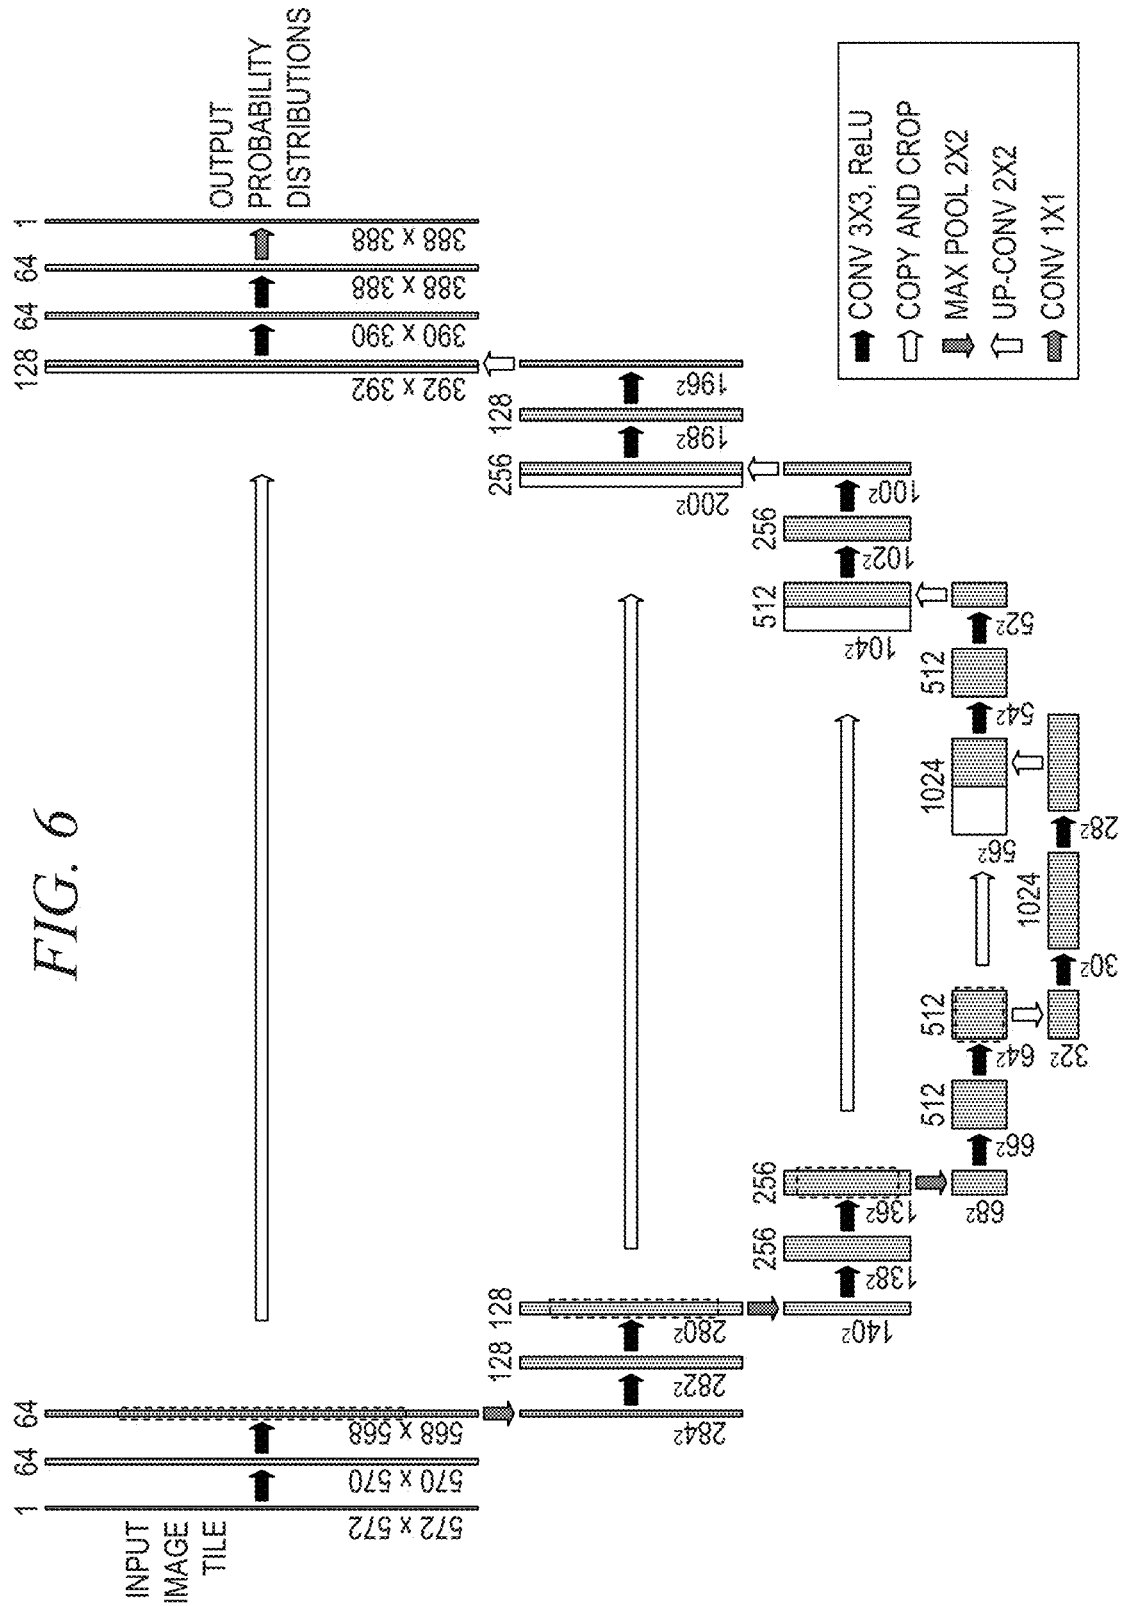 FIG. 6
INPUT
IMAGE
TILE
1
64
64
572 x 572
570 x 570
568 x 568
128
64
64
1
392 x 392
390 x 390
388 x 388
388 x 388
OUTPUT
PROBABILITY
DISTRIBUTIONS
128
128
284²
282²
280²
256
128
200²
198²
196²
256
256
140²
138²
136²
512
256
104²
102²
100²
512
512
68²
66²
64²
1024
512
56²
54²
52²
1024
32²
30²
28²
CONV 3X3, ReLU
COPY AND CROP
MAX POOL 2X2
UP-CONV 2X2
CONV 1X1